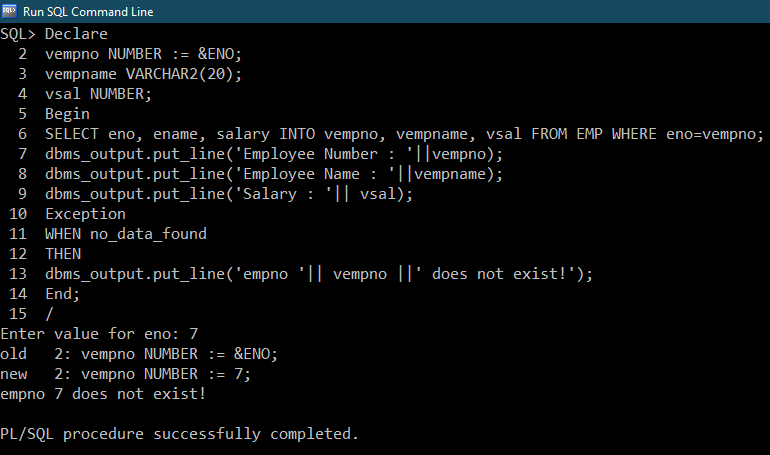 SQL> Run SQL Command Line
SQL> Declare
2 vempno NUMBER := &ENO;
3 vempname VARCHAR2(20);
4 vsal NUMBER;
5 Begin
6 SELECT eno, ename, salary INTO vempno, vempname, vsal FROM EMP WHERE eno=vempno;
7 dbms_output.put_line('Employee Number : '||vempno);
8 dbms_output.put_line('Employee Name : '||vempname);
9 dbms_output.put_line('Salary : '|| vsal);
10 Exception
11 WHEN no_data_found
12 THEN
13 dbms_output.put_line('empno '|| vempno ||' does not exist!');
14 End;
15 /
Enter value for eno: 7
old 2: vempno NUMBER := &ENO;
new 2: vempno NUMBER := 7;
empno 7 does not exist!
PL/SQL procedure successfully completed.